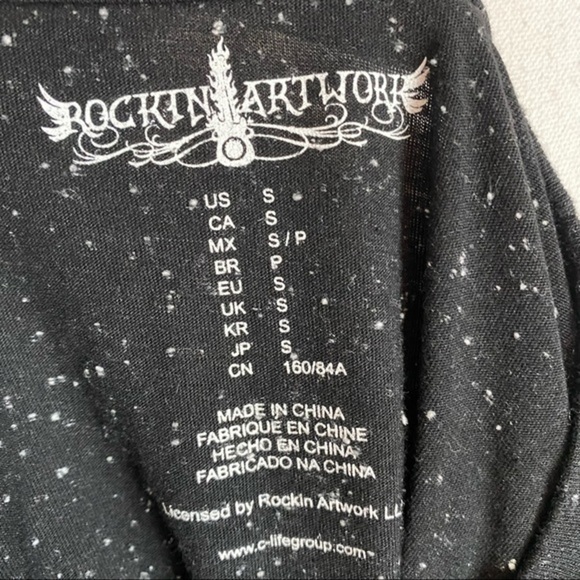 ROCKIN ARTWORK
US S
CA S
MX S / P
BR P
EU S
UK S
KR S
JP S
CN 160/84A
MADE IN CHINA
FABRIQUE EN CHINE
HECHO EN CHINA
FABRICADO NA CHINA
Licensed by Rockin Artwork LL
www.c-lifegroup.com